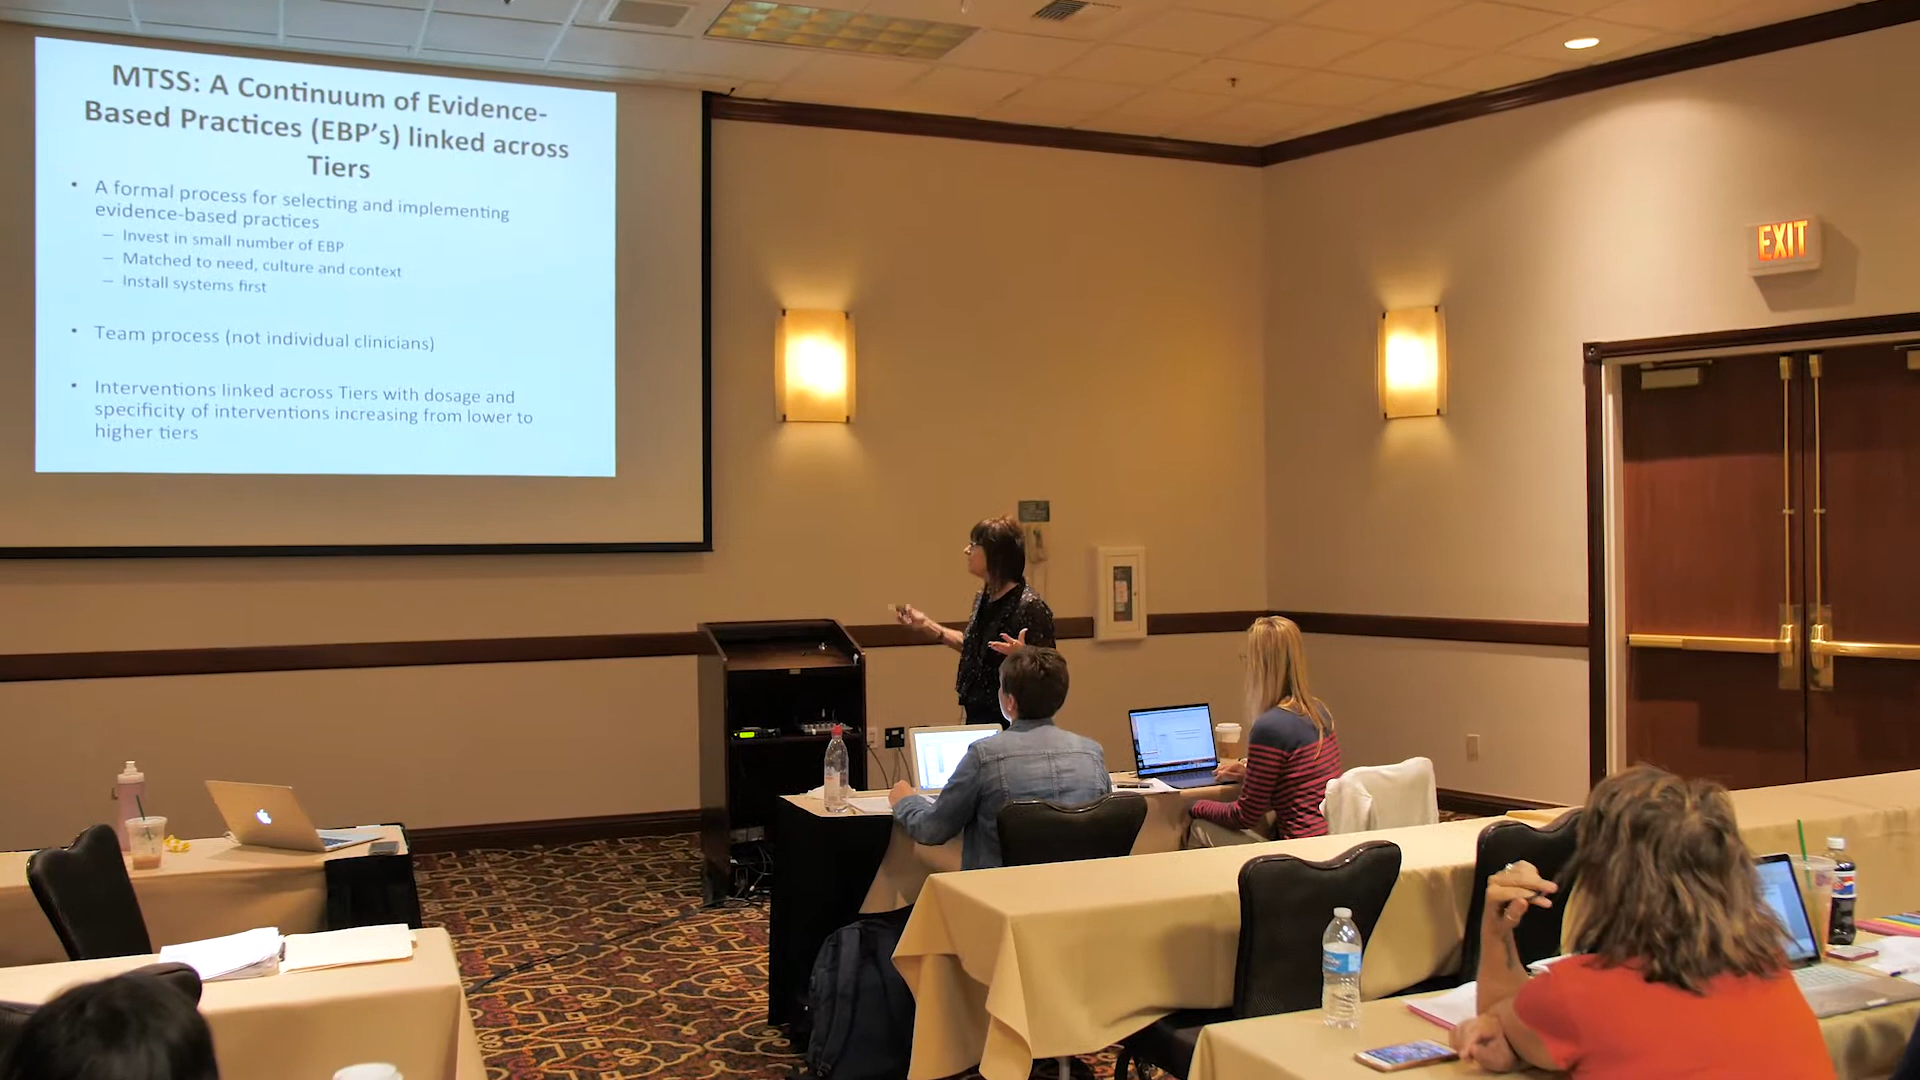 MTSS: A Continuum of Evidence-
Based Practices (EBP's) linked across
Tiers
• A formal process for selecting and implementing
evidence-based practices
– Invest in small number of EBP
– Matched to need, culture and context
– Install systems first
• Team process (not individual clinicians)
• Interventions linked across Tiers with dosage and
specificity of interventions increasing from lower to
higher tiers
EXIT